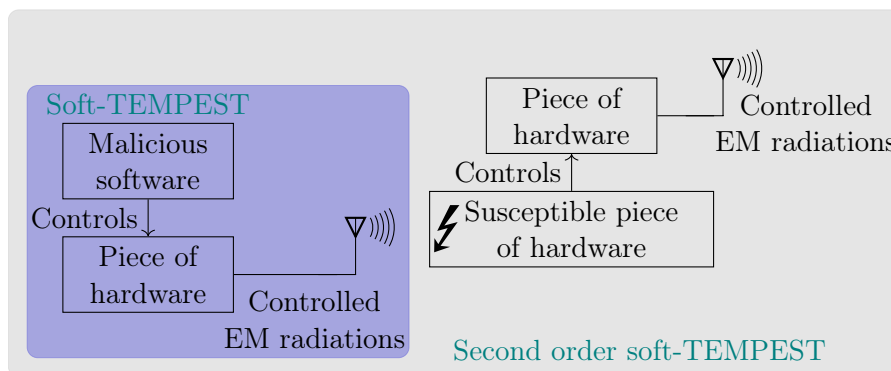 Soft-TEMPEST
Malicious
software
Controls
Piece of
hardware
Controlled
EM radiations
Piece of
hardware
Controlled
EM radiations
Controls
Susceptible piece
of hardware
Second order soft-TEMPEST